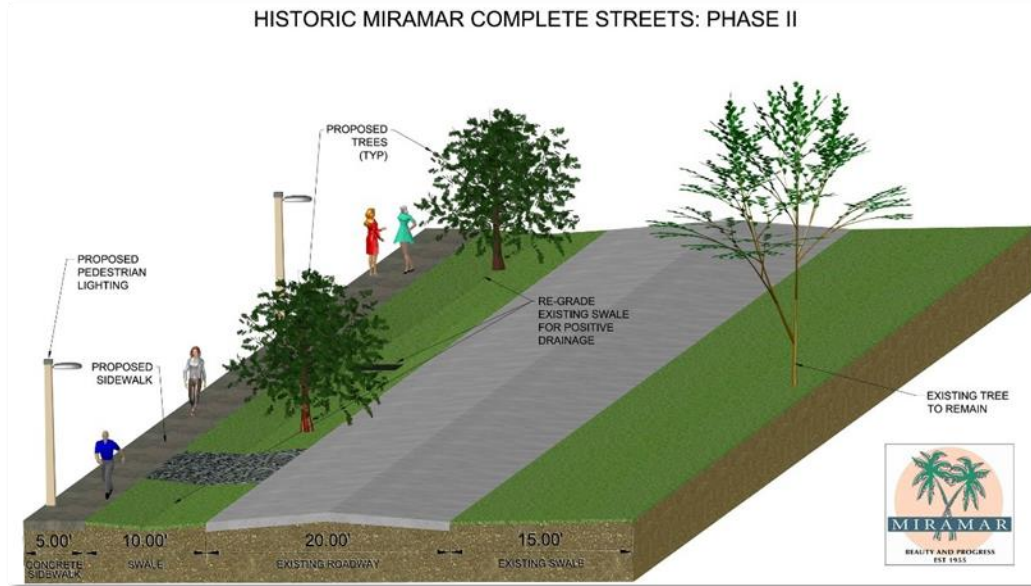 HISTORIC MIRAMAR COMPLETE STREETS: PHASE II
PROPOSED
TREES
(TYP)
PROPOSED
PEDESTRIAN
LIGHTING
RE-GRADE
EXISTING SWALE
FOR POSITIVE
DRAINAGE
PROPOSED
SIDEWALK
EXISTING TREE
TO REMAIN
MIRAMAR
BEAUTY AND PROGRESS
EST 1955
5.00' 10.00' 20.00' 15.00'
CONCRETE SWALE EXISTING ROADWAY EXISTING SWALE
SIDEWALK